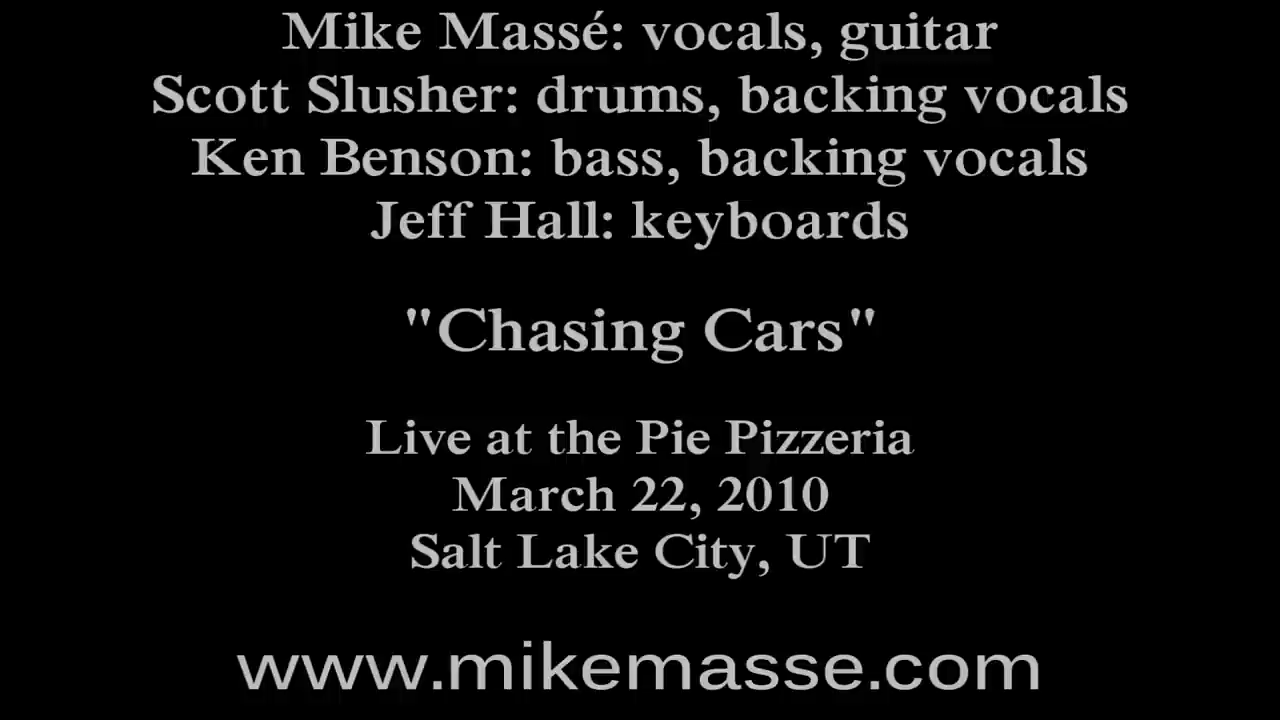 Mike Massé: vocals, guitar
Scott Slusher: drums, backing vocals
Ken Benson: bass, backing vocals
Jeff Hall: keyboards
"Chasing Cars"
Live at the Pie Pizzeria
March 22, 2010
Salt Lake City, UT
www.mikemasse.com